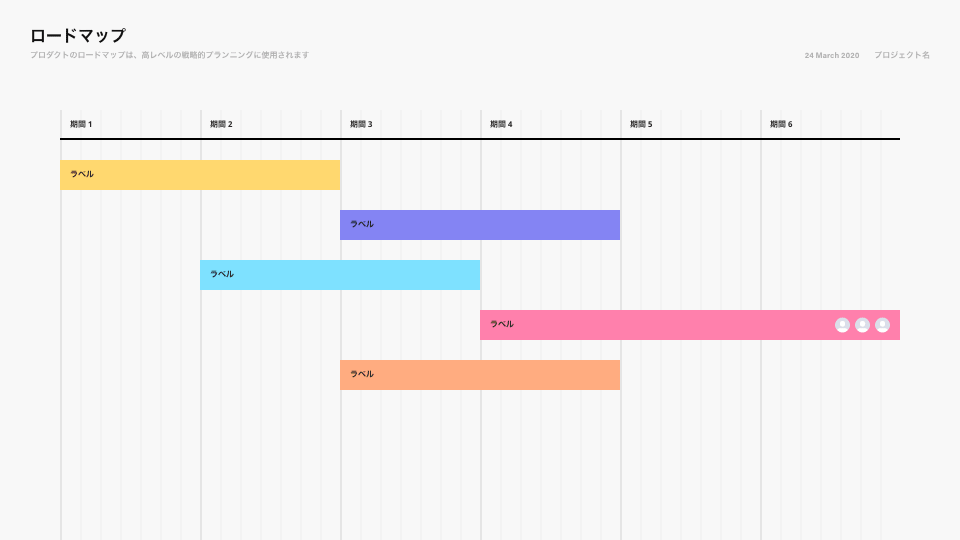 ロードマップ
プロダクトのロードマップは、高レベルの戦略的プランニングに使用されます
24 March 2020 プロジェクト名
期間 1 期間 2 期間 3 期間 4 期間 5 期間 6
ラベル
ラベル
ラベル
ラベル
ラベル